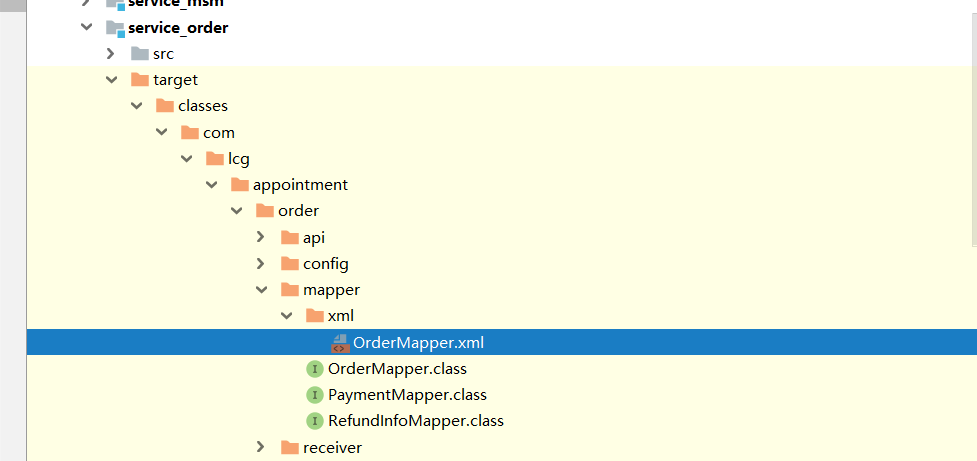 service_msm
service_order
src
target
classes
com
lcg
appointment
order
api
config
mapper
xml
OrderMapper.xml
OrderMapper.class
PaymentMapper.class
RefundInfoMapper.class
receiver